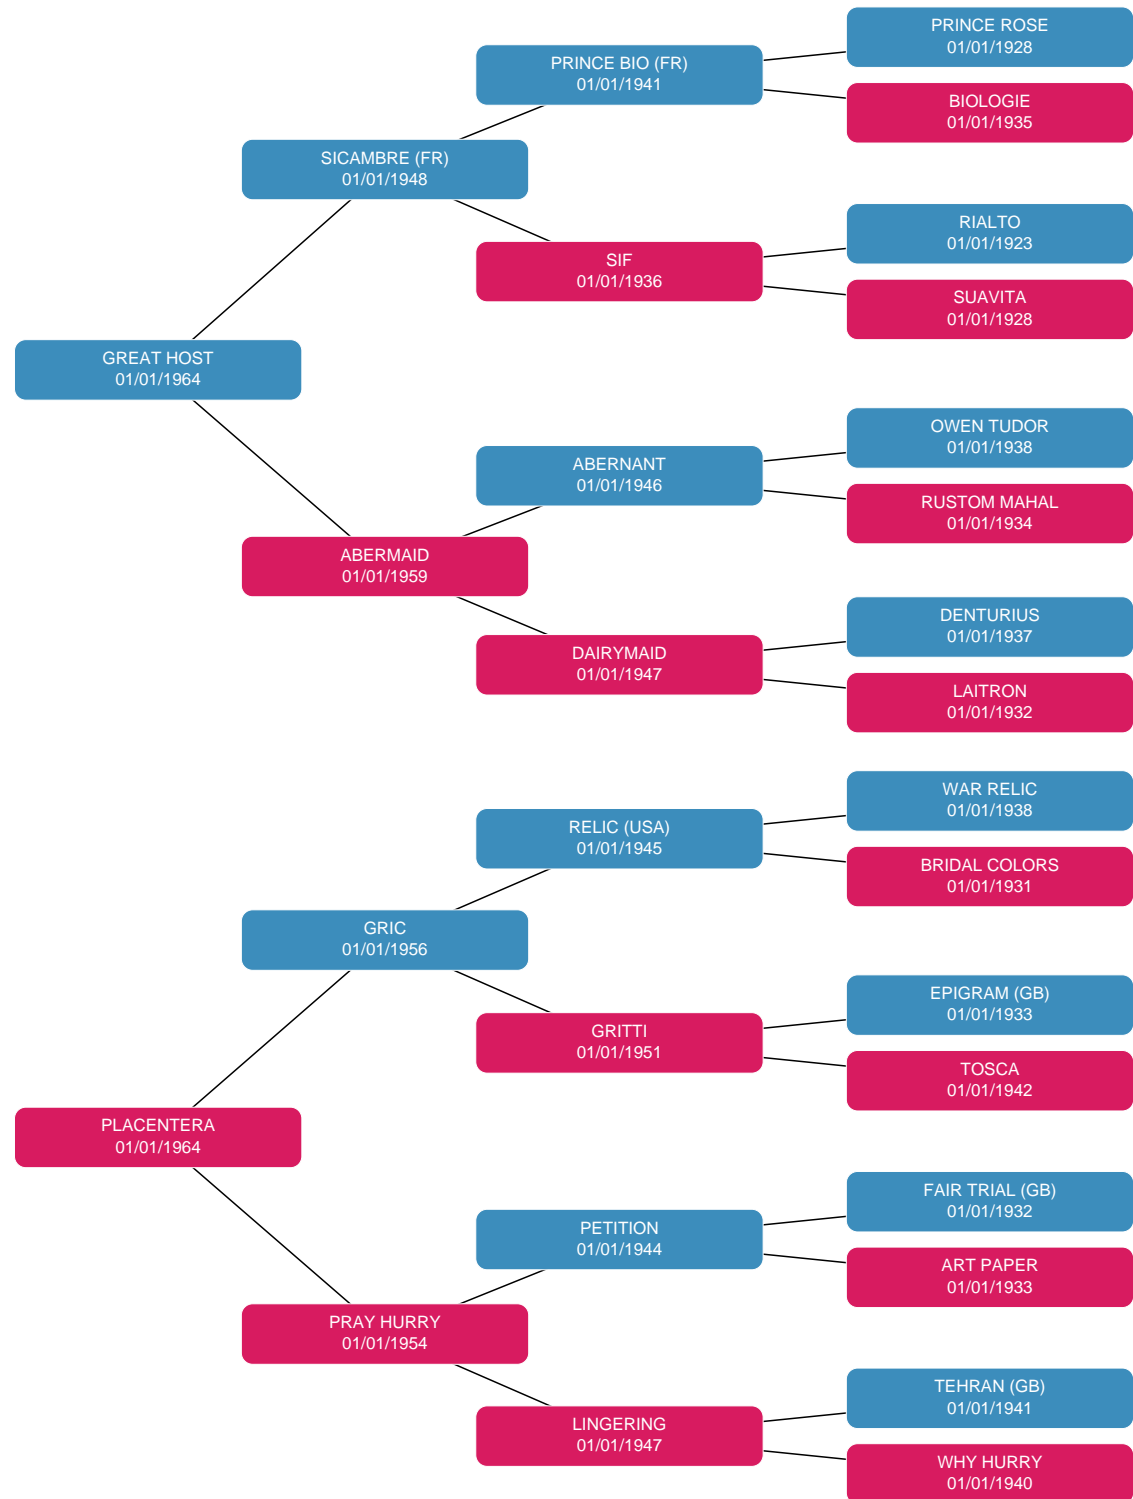 PRINCE ROSE
01/01/1928
PRINCE BIO (FR)
01/01/1941
BIOLOGIE
01/01/1935
SICAMBRE (FR)
01/01/1948
RIALTO
01/01/1923
SIF
01/01/1936
SUAVITA
01/01/1928
GREAT HOST
01/01/1964
OWEN TUDOR
01/01/1938
ABERNANT
01/01/1946
RUSTOM MAHAL
01/01/1934
ABERMAID
01/01/1959
DENTURIUS
01/01/1937
DAIRYMAID
01/01/1947
LAITRON
01/01/1932
WAR RELIC
01/01/1938
RELIC (USA)
01/01/1945
BRIDAL COLORS
01/01/1931
GRIC
01/01/1956
EPIGRAM (GB)
01/01/1933
GRITTI
01/01/1951
TOSCA
01/01/1942
PLACENTERA
01/01/1964
FAIR TRIAL (GB)
01/01/1932
PETITION
01/01/1944
ART PAPER
01/01/1933
PRAY HURRY
01/01/1954
TEHRAN (GB)
01/01/1941
LINGERING
01/01/1947
WHY HURRY
01/01/1940